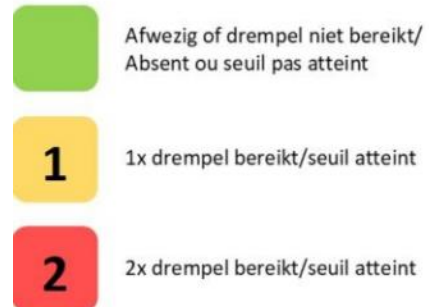 Afwezig of drempel niet bereikt/
Absent ou seuil pas atteint
1
1x drempel bereikt/seuil atteint
2
2x drempel bereikt/seuil atteint